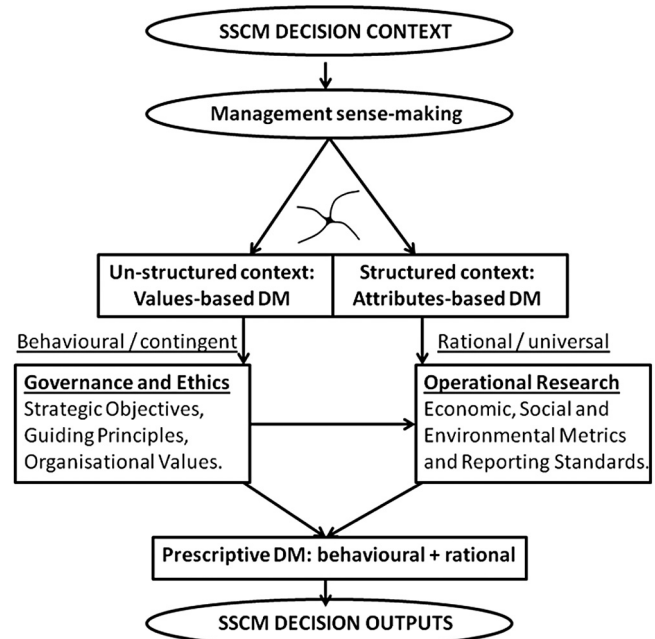 SSCM DECISION CONTEXT
Management sense-making
Un-structured context:
Values-based DM
Structured context:
Attributes-based DM
Behavioural / contingent
Rational / universal
Governance and Ethics
Strategic Objectives,
Guiding Principles,
Organisational Values.
Operational Research
Economic, Social and
Environmental Metrics
and Reporting Standards.
Prescriptive DM: behavioural + rational
SSCM DECISION OUTPUTS